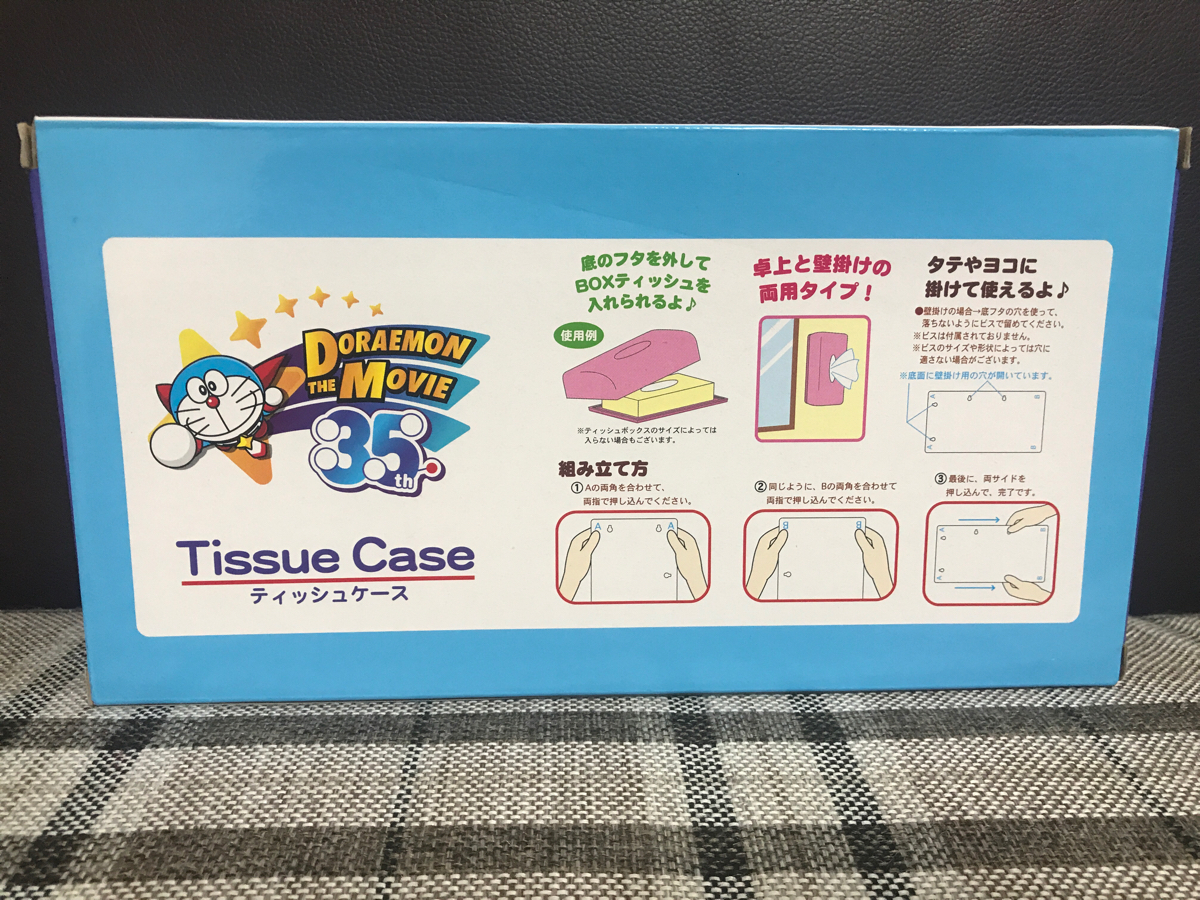 DORAEMON
THE MOVIE
35th
Tissue Case
ティッシュケース
底のフタを外して
BOXティッシュを
入れられるよ♪
使用例
※ティッシュボックスのサイズによっては
入らない場合もございます。
卓上と壁掛けの
両用タイプ!
タテやヨコに
掛けて使えるよ♪
●壁掛けの場合→底フタの穴を使って、
落ちないようにビスで留めてください。
※ビスは付属されておりません。
※ビスのサイズや形状によっては穴に
適さない場合がございます。
※底面に壁掛け用の穴が開いています。
A
B
A
B
組み立て方
①Aの両角を合わせて、
両指で押し込んでください。
A
A
②同じように、Bの両角を合わせて
両指で押し込んでください。
B
B
③最後に、両サイドを
押し込んで、完了です。
A
B
A
B